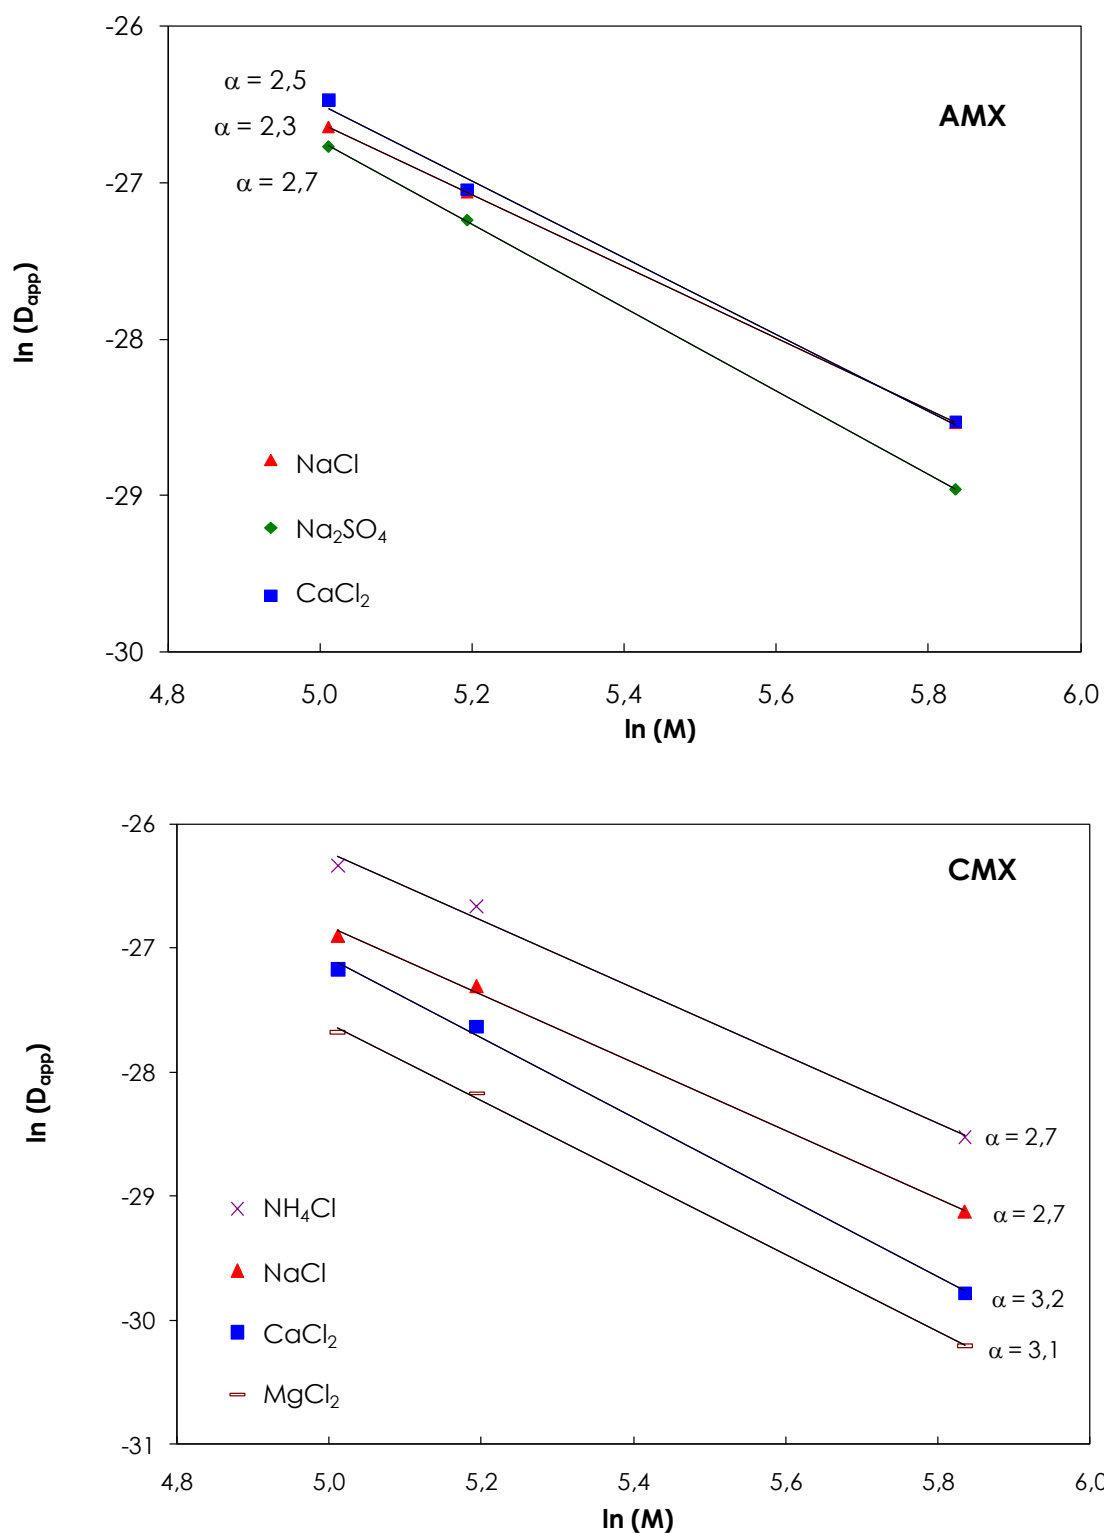 -26
α = 2,5
AMX
α = 2,3
-27
α = 2,7
ln (Dapp)
-28
NaCl
-29
Na2SO4
CaCl2
-30
4,8 5,0 5,2 5,4 5,6 5,8 6,0
ln (M)
-26
CMX
-27
ln (Dapp)
-28
α = 2,7
-29
NH4Cl
α = 2,7
NaCl
α = 3,2
-30
CaCl2
α = 3,1
MgCl2
-31
4,8 5,0 5,2 5,4 5,6 5,8 6,0
ln (M)